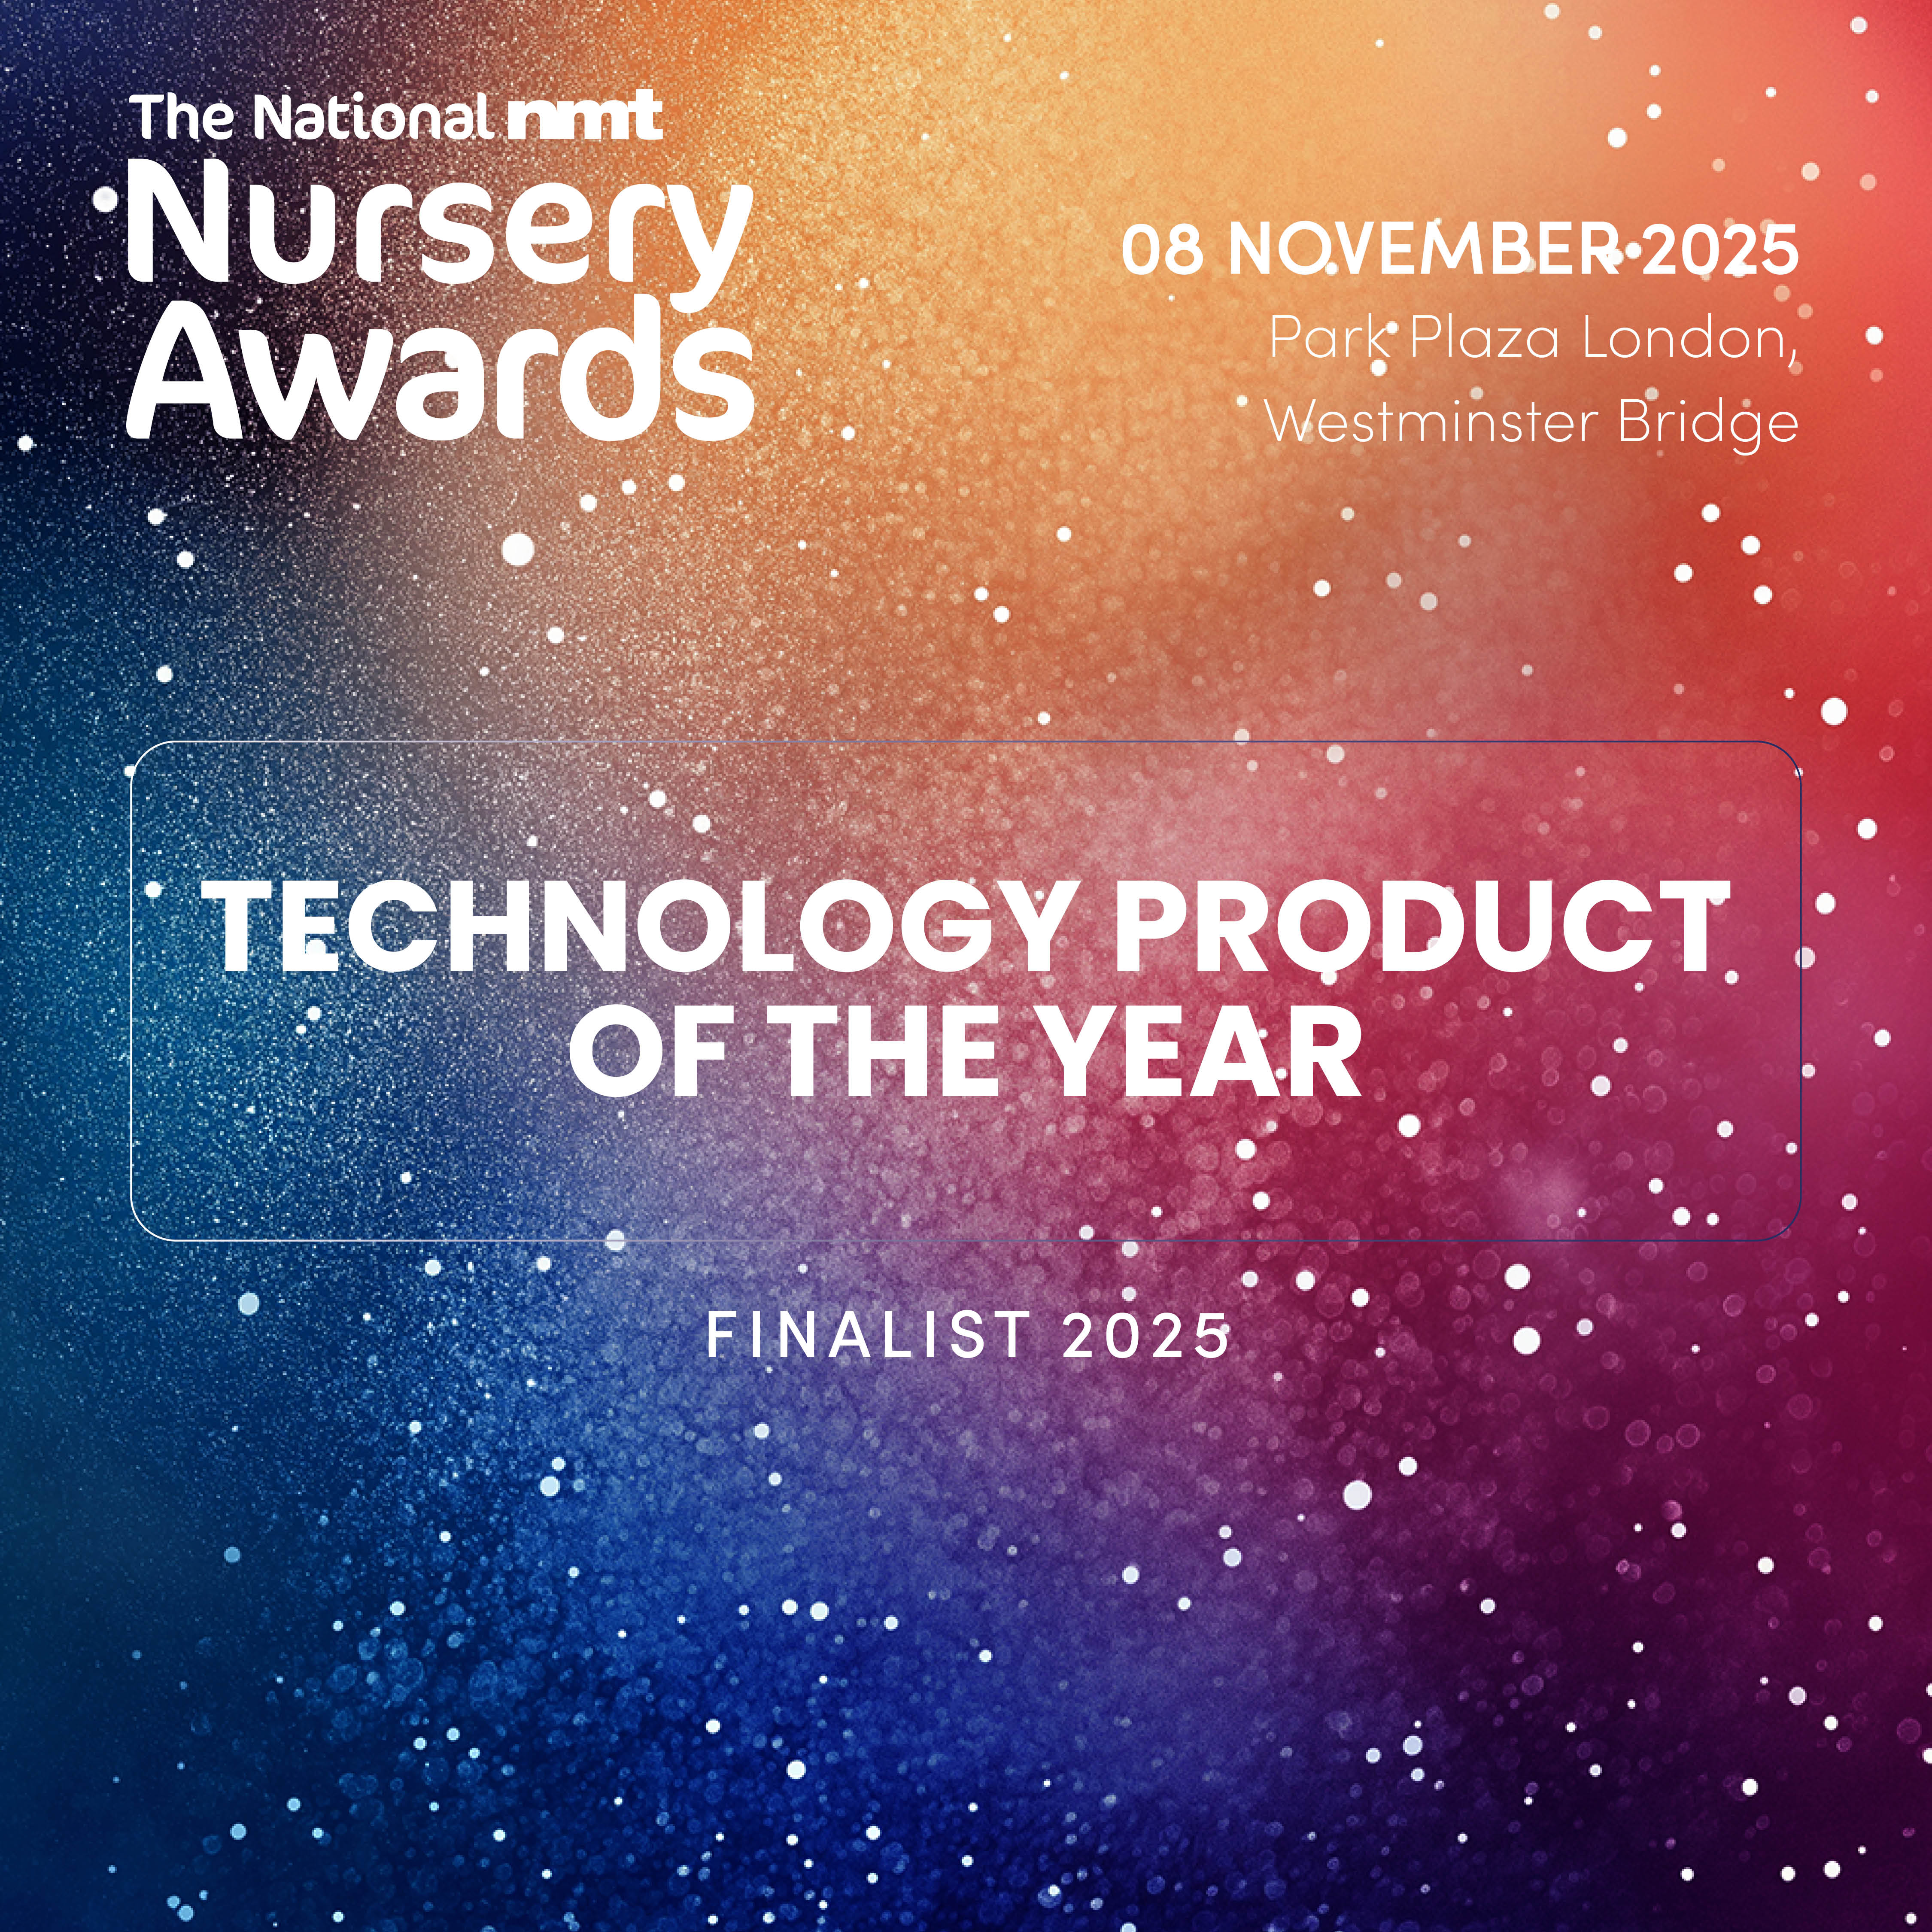 The National nmt
Nursery
Awards
08 NOVEMBER 2025
Park Plaza London,
Westminster Bridge
TECHNOLOGY PRODUCT
OF THE YEAR
FINALIST 2025